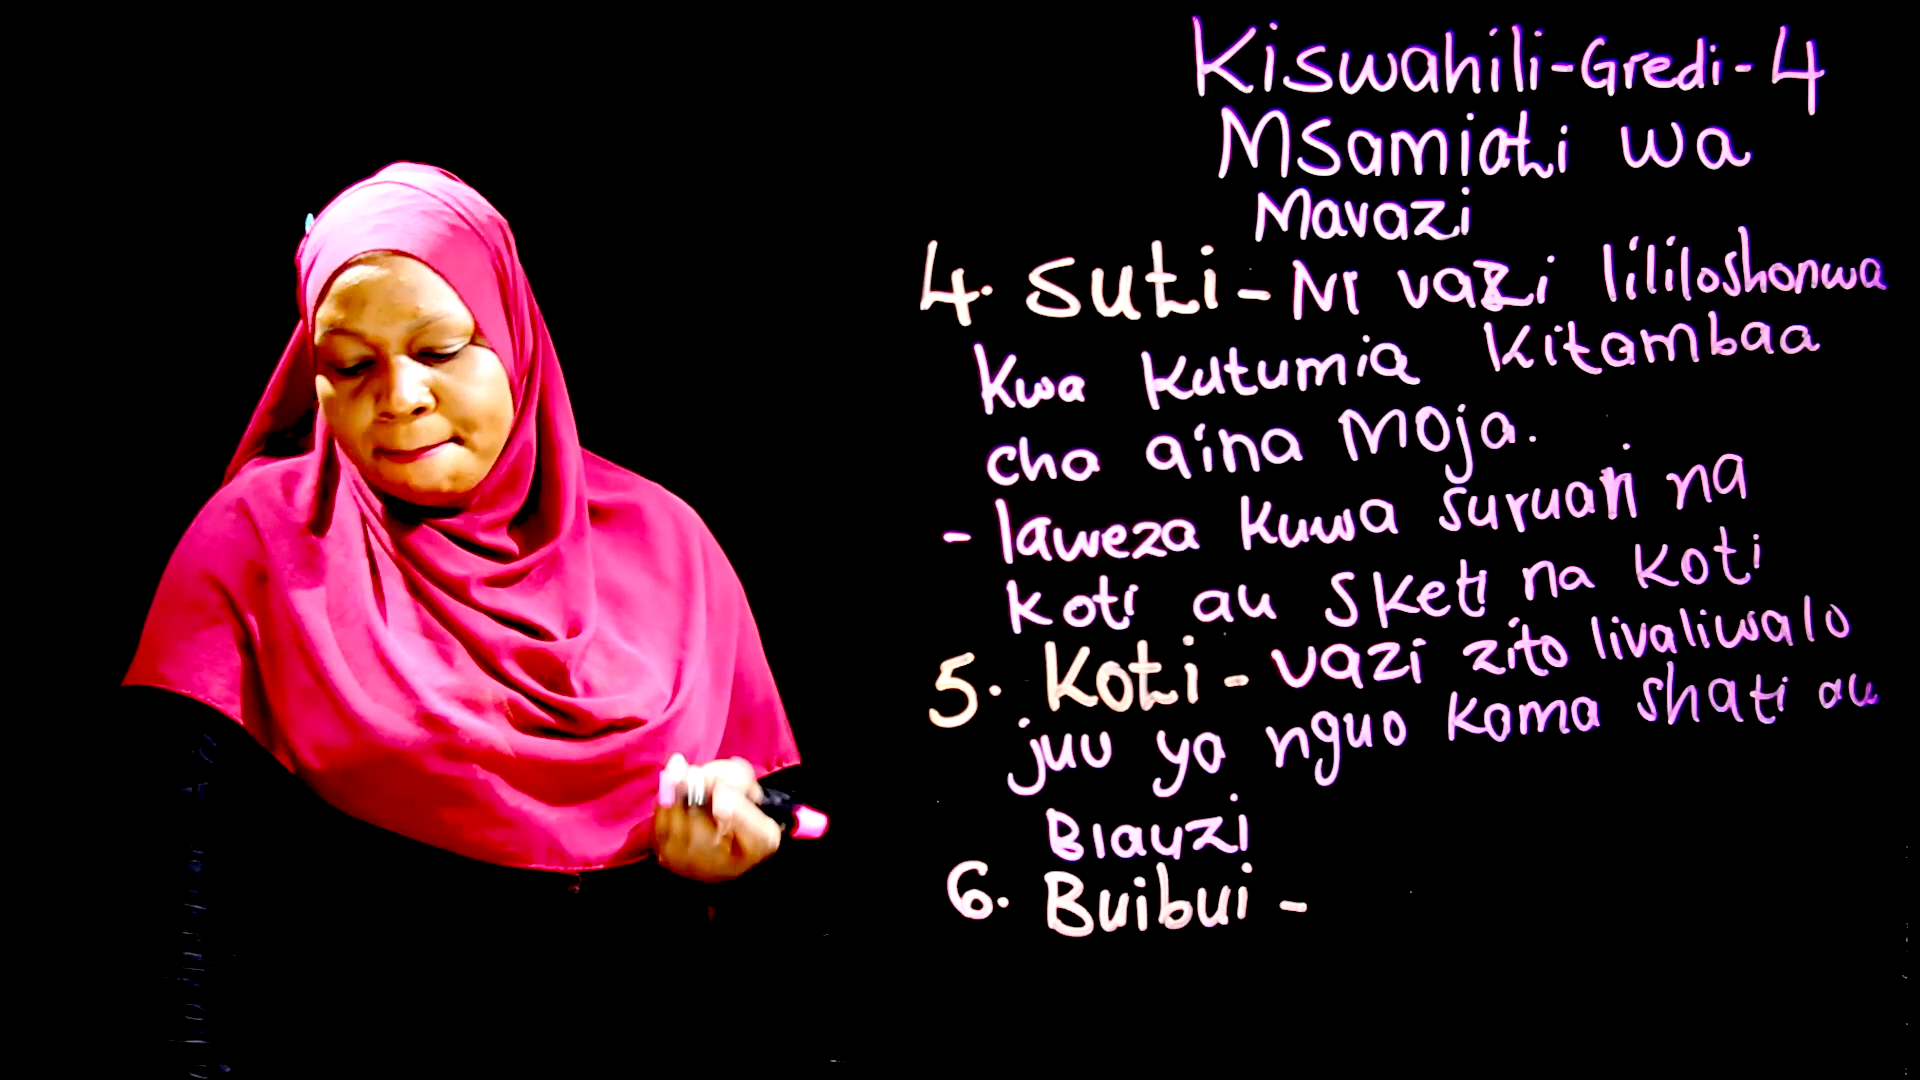 Kiswahili-Gredi-4
Msamiati wa
Mavazi
4. Suti - Ni vazi lililoshonwa
kwa kutumia kitambaa
cha aina moja.
- laweza kuwa suruari na
koti au sketi na koti
5. Koti - vazi zito livaliwalo
juu ya nguo kama shati au
Blauzi
6. Buibui -